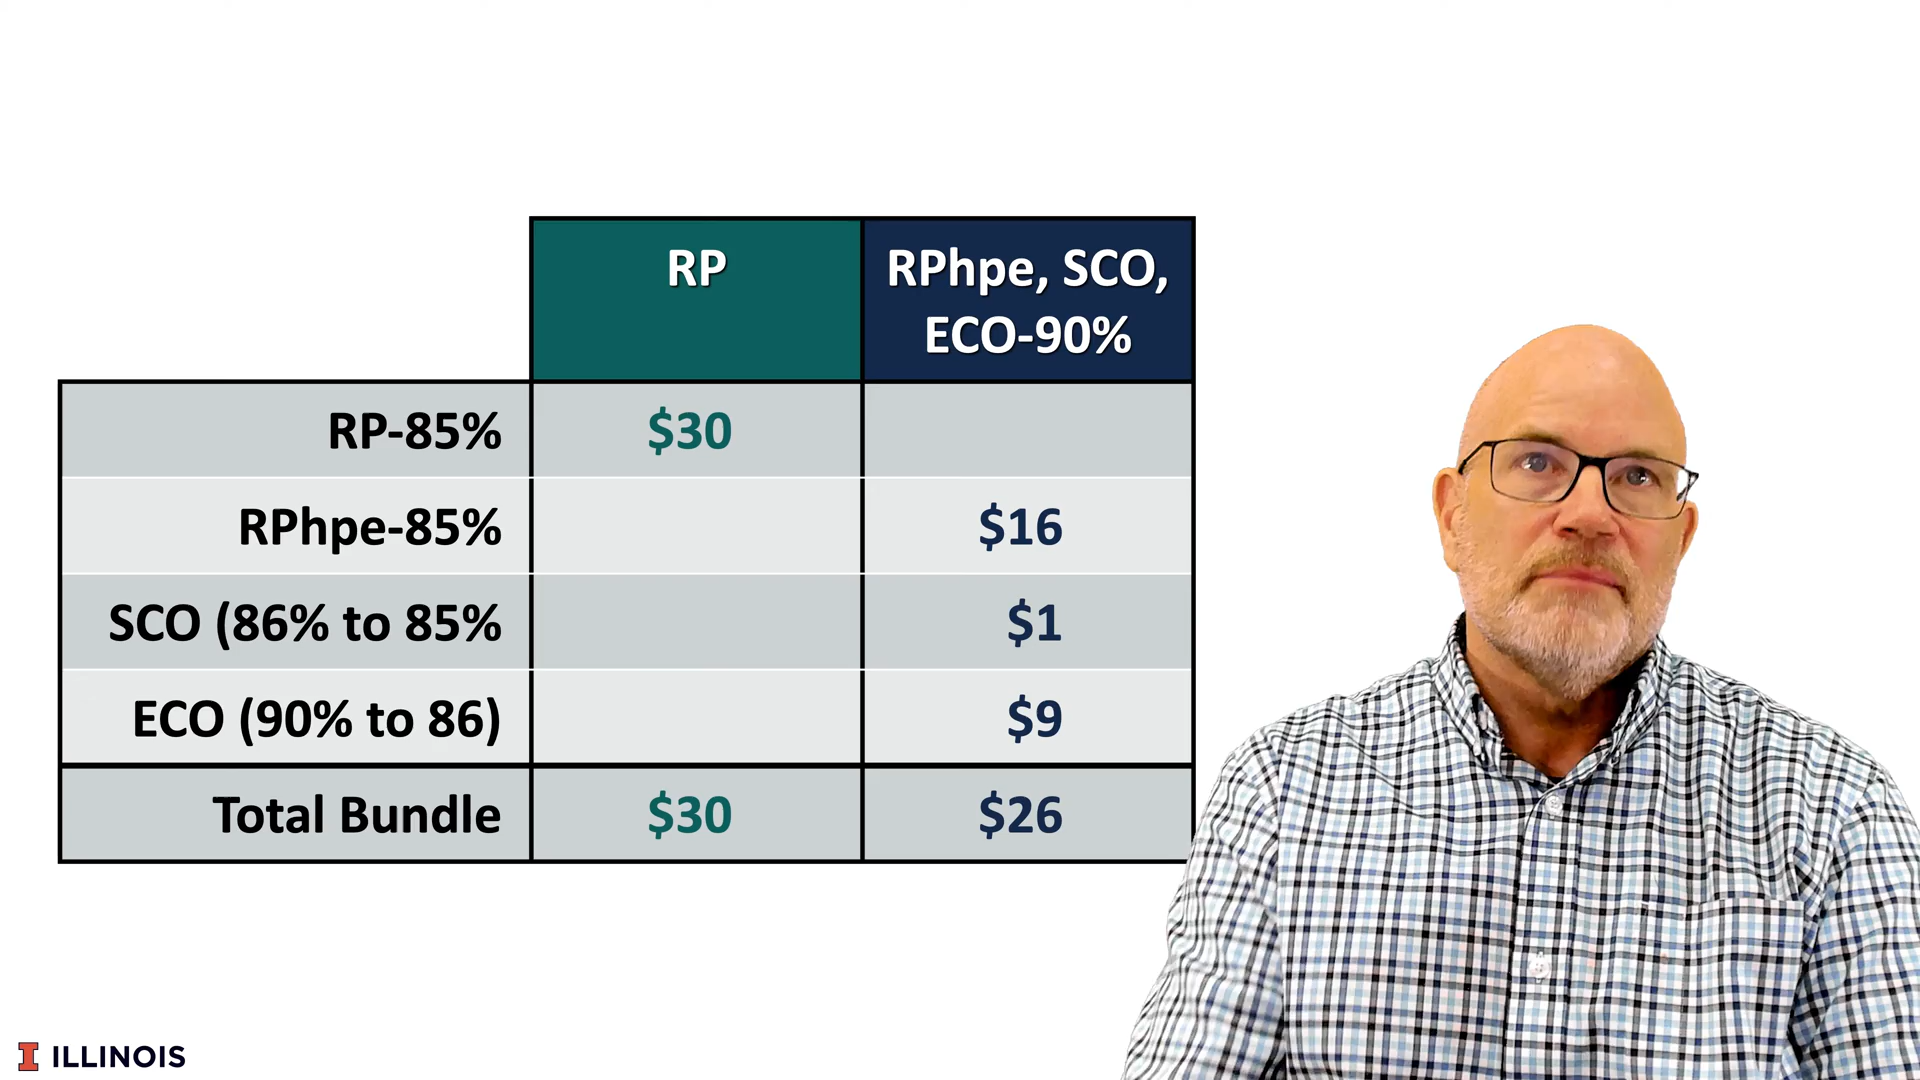 RP
RPhpe, SCO,
ECO-90%
RP-85% $30
RPhpe-85% $16
SCO (86% to 85% $1
ECO (90% to 86) $9
Total Bundle $30 $26
I ILLINOIS